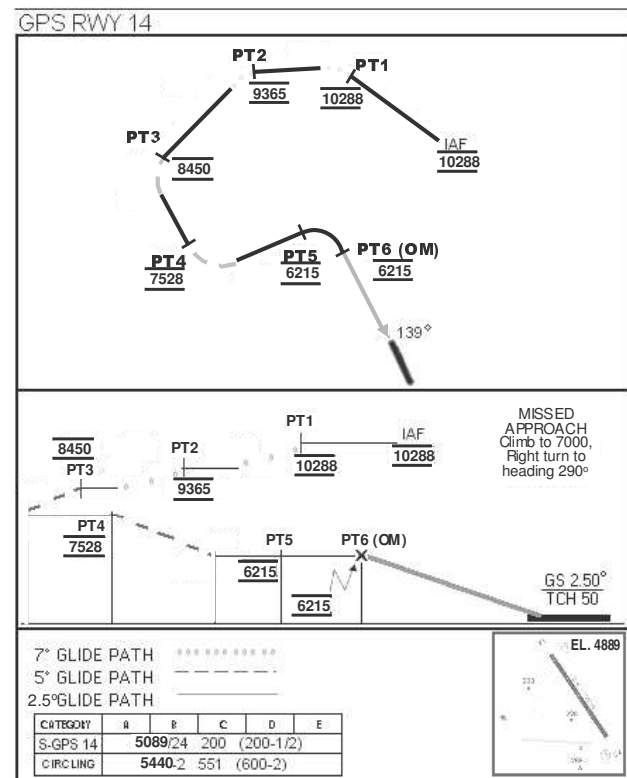 GPS RWY 14
PT2
PT1
9365
10288
PT3
IAF
10288
8450
PT4
7528
PT5
6215
PT6 (OM)
6215
139°
PT1
IAF
10288
10288
8450
PT2
PT3
9365
MISSED
APPROACH
Climb to 7000,
Right turn to
heading 290°
PT4
7528
PT5
PT6 (OM)
6215
6215
GS 2.50°
TCH 50
7° GLIDE PATH
5° GLIDE PATH
2.5°GLIDE PATH
EL. 4889
CATEGORY A B C D E
S-GPS 14 5089/24 200 (200-1/2)
CIRCLING 5440-2 551 (600-2)